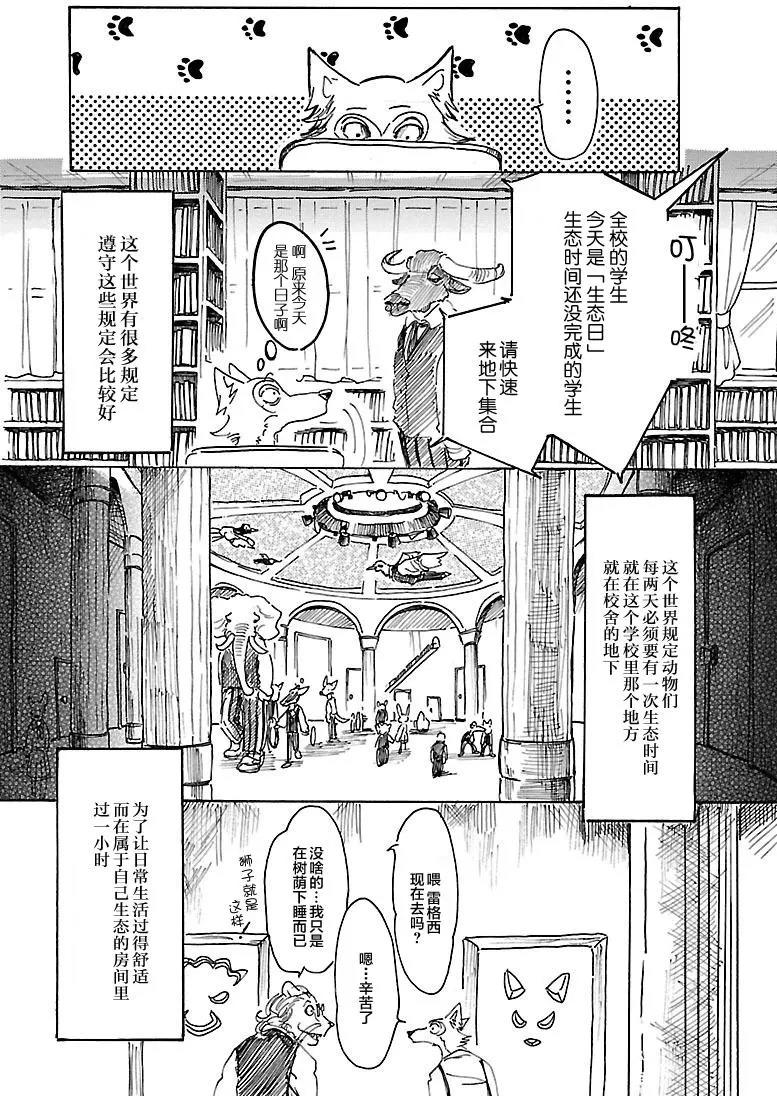 ……
叮——咚
全校的学生
今天是「生态日」
生态时间还没完成的学生
请快速
来地下集合
啊 原来今天
是那个日子啊
这个世界有很多规定
遵守这些规定会比较好
这个世界规定动物们
每两天必须要有一次生态时间
就在这个学校里那个地方
就在校舍的地下
喂 雷格西
现在去吗?
嗯…辛苦了
没啥的…我只是
在树荫下睡而已
狮子就是
这样
为了让日常生活过得舒适
而在属于自己生态的房间里
过一小时